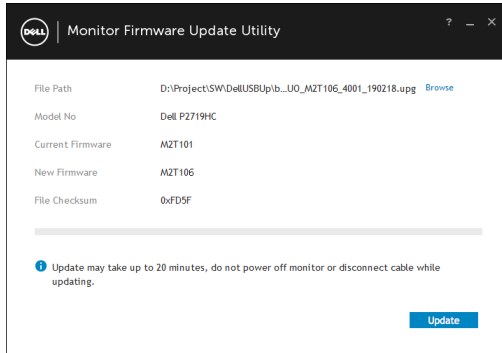 DELL Monitor Firmware Update Utility ? _ ×
File Path D:\Project\SW\DellUSBUp\b...UO_M2T106_4001_190218.upg Browse
Model No Dell P2719HC
Current Firmware M2T101
New Firmware M2T106
File Checksum 0xFD5F
i Update may take up to 20 minutes, do not power off monitor or disconnect cable while
updating.
Update